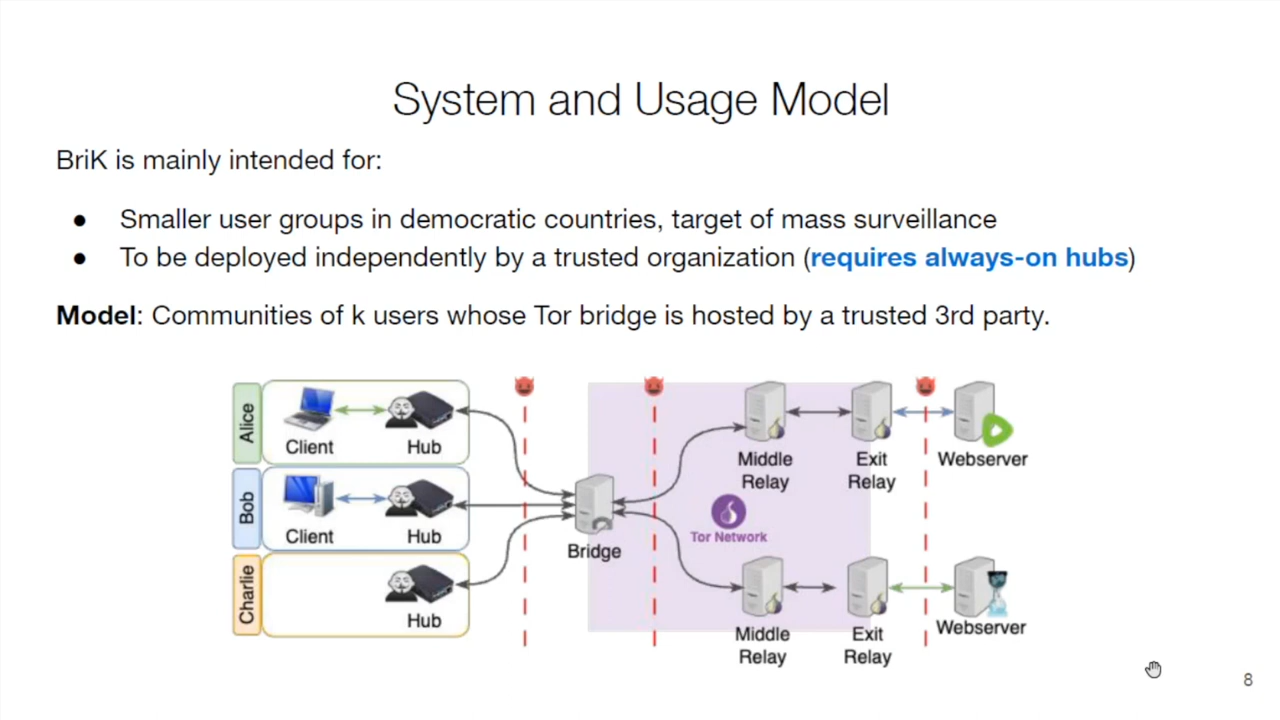 System and Usage Model
BriK is mainly intended for:
● Smaller user groups in democratic countries, target of mass surveillance
● To be deployed independently by a trusted organization (requires always-on hubs)
Model: Communities of k users whose Tor bridge is hosted by a trusted 3rd party.
Alice
Client
Hub
Bob
Client
Hub
Charlie
Hub
Bridge
Tor Network
Middle
Relay
Exit
Relay
Webserver
Middle
Relay
Exit
Relay
Webserver
8